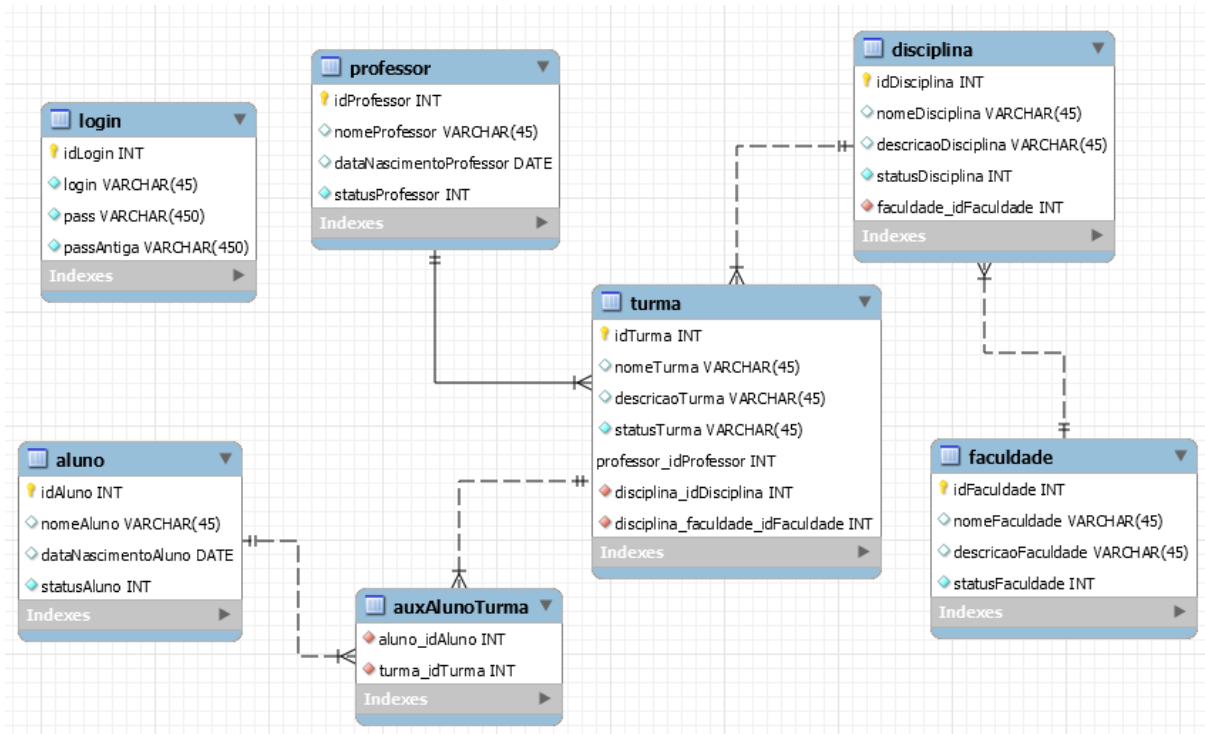 login
idLogin INT
login VARCHAR(45)
pass VARCHAR(450)
passAntiga VARCHAR(450)
Indexes
professor
idProfessor INT
nomeProfessor VARCHAR(45)
dataNascimentoProfessor DATE
statusProfessor INT
Indexes
disciplina
idDisciplina INT
nomeDisciplina VARCHAR(45)
descricaoDisciplina VARCHAR(45)
statusDisciplina INT
faculdade_idFaculdade INT
Indexes
turma
idTurma INT
nomeTurma VARCHAR(45)
descricaoTurma VARCHAR(45)
statusTurma VARCHAR(45)
professor_idProfessor INT
disciplina_idDisciplina INT
disciplina_faculdade_idFaculdade INT
Indexes
aluno
idAluno INT
nomeAluno VARCHAR(45)
dataNascimentoAluno DATE
statusAluno INT
Indexes
auxAlunoTurma
aluno_idAluno INT
turma_idTurma INT
Indexes
faculdade
idFaculdade INT
nomeFaculdade VARCHAR(45)
descricaoFaculdade VARCHAR(45)
statusFaculdade INT
Indexes